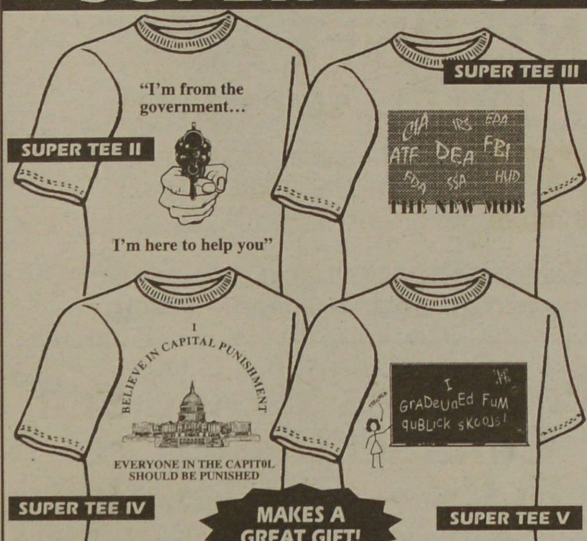 SUPER TEE II
"I'm from the
government...
I'm here to help you"
SUPER TEE III
CIA IRS EPA
ATF DEA FBI
FDA SSA HUD
THE NEW MOB
SUPER TEE IV
I
BELIEVE IN CAPITAL PUNISHMENT
EVERYONE IN THE CAPITOL
SHOULD BE PUNISHED
SUPER TEE V
I
GrADeUnEd FuM
quBLicK sKooJs!
MAKES A
GREAT GIFT!